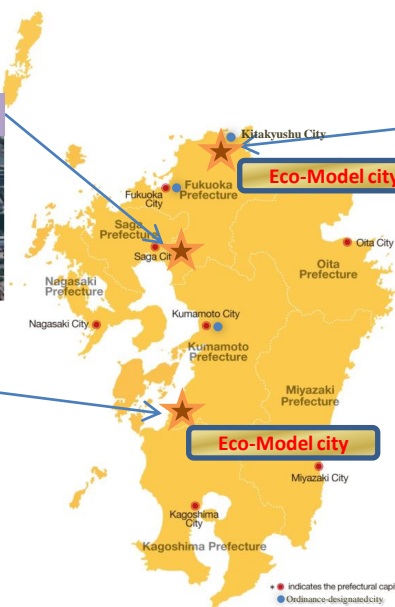 Kitakyushu City
Eco-Model city
Fukuoka
City
Fukuoka
Prefecture
Saga
Prefecture
Saga Cit
Oita City
Oita
Prefecture
Nagasaki
Prefecture
Nagasaki City
Kumamoto City
Kumamoto
Prefecture
Miyazaki
Prefecture
Eco-Model city
Miyazaki City
Kagoshima
City
Kagoshima Prefecture
indicates the prefectural capi
Ordinance-designatedcity